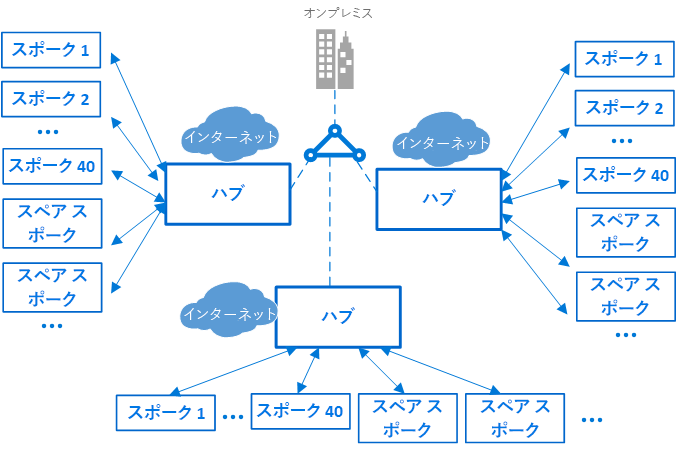 オンプレミス
スポーク 1
スポーク 2
...
スポーク 40
スペア ス
ポーク
スペア ス
ポーク
...
インターネット
ハブ
インターネット
ハブ
スポーク 1
スポーク 2
...
スポーク 40
スペア ス
ポーク
スペア ス
ポーク
...
インターネット
ハブ
スポーク 1
...
スポーク 40
スペア ス
ポーク
スペア ス
ポーク
...